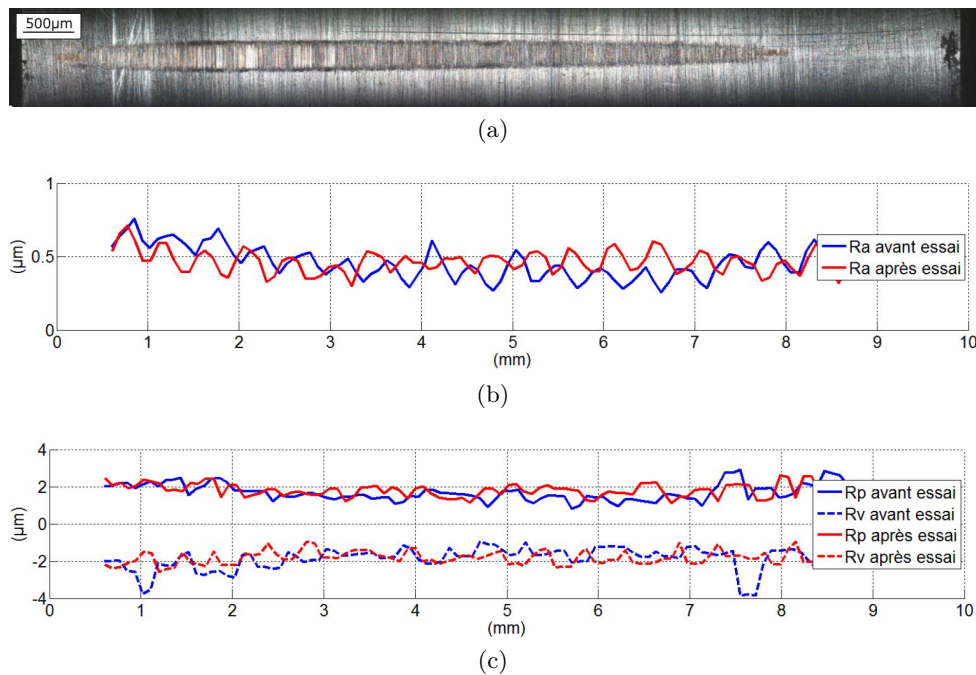 500µm
(a)
1
0.5
0
(µm)
Ra avant essai
Ra après essai
0 1 2 3 4 5 6 7 8 9 10
(mm)
(b)
4
2
0
-2
-4
(µm)
Rp avant essai
Rv avant essai
Rp après essai
Rv après essai
0 1 2 3 4 5 6 7 8 9 10
(mm)
(c)